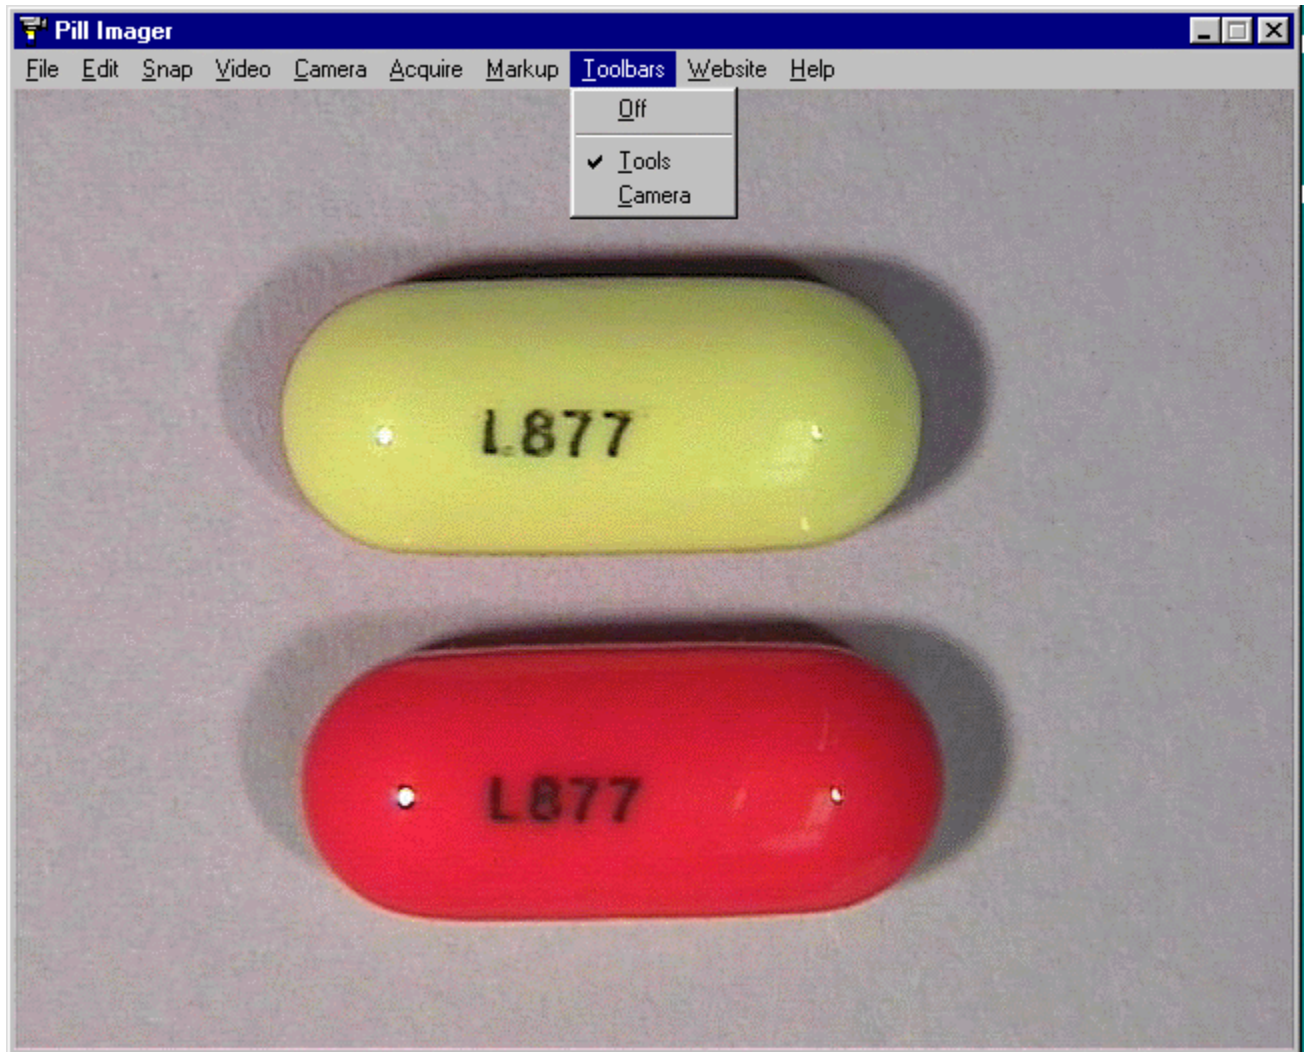 Pill Imager
File Edit Snap Video Camera Acquire Markup Toolbars Website Help
Off
Tools
Camera
L877
L877